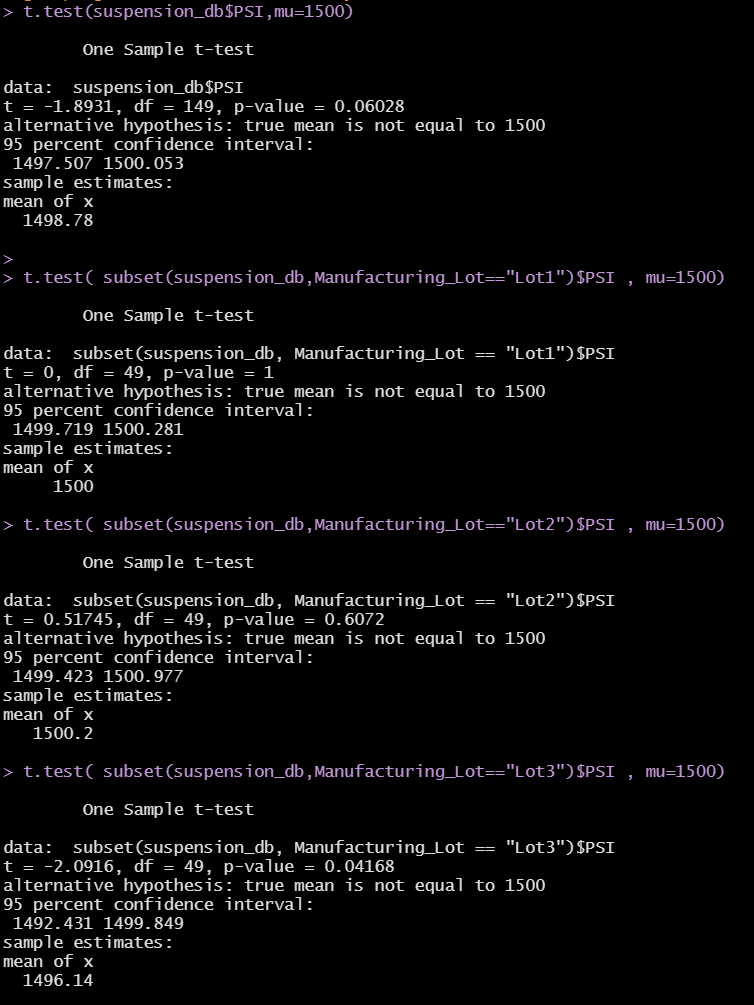 > t.test(suspension_db$PSI,mu=1500)
One Sample t-test
data:  suspension_db$PSI
t = -1.8931, df = 149, p-value = 0.06028
alternative hypothesis: true mean is not equal to 1500
95 percent confidence interval:
1497.507 1500.053
sample estimates:
mean of x
1498.78
>
> t.test( subset(suspension_db,Manufacturing_Lot=="Lot1")$PSI , mu=1500)
One Sample t-test
data:  subset(suspension_db, Manufacturing_Lot == "Lot1")$PSI
t = 0, df = 49, p-value = 1
alternative hypothesis: true mean is not equal to 1500
95 percent confidence interval:
1499.719 1500.281
sample estimates:
mean of x
1500
> t.test( subset(suspension_db,Manufacturing_Lot=="Lot2")$PSI , mu=1500)
One Sample t-test
data:  subset(suspension_db, Manufacturing_Lot == "Lot2")$PSI
t = 0.51745, df = 49, p-value = 0.6072
alternative hypothesis: true mean is not equal to 1500
95 percent confidence interval:
1499.423 1500.977
sample estimates:
mean of x
1500.2
> t.test( subset(suspension_db,Manufacturing_Lot=="Lot3")$PSI , mu=1500)
One Sample t-test
data:  subset(suspension_db, Manufacturing_Lot == "Lot3")$PSI
t = -2.0916, df = 49, p-value = 0.04168
alternative hypothesis: true mean is not equal to 1500
95 percent confidence interval:
1492.431 1499.849
sample estimates:
mean of x
1496.14